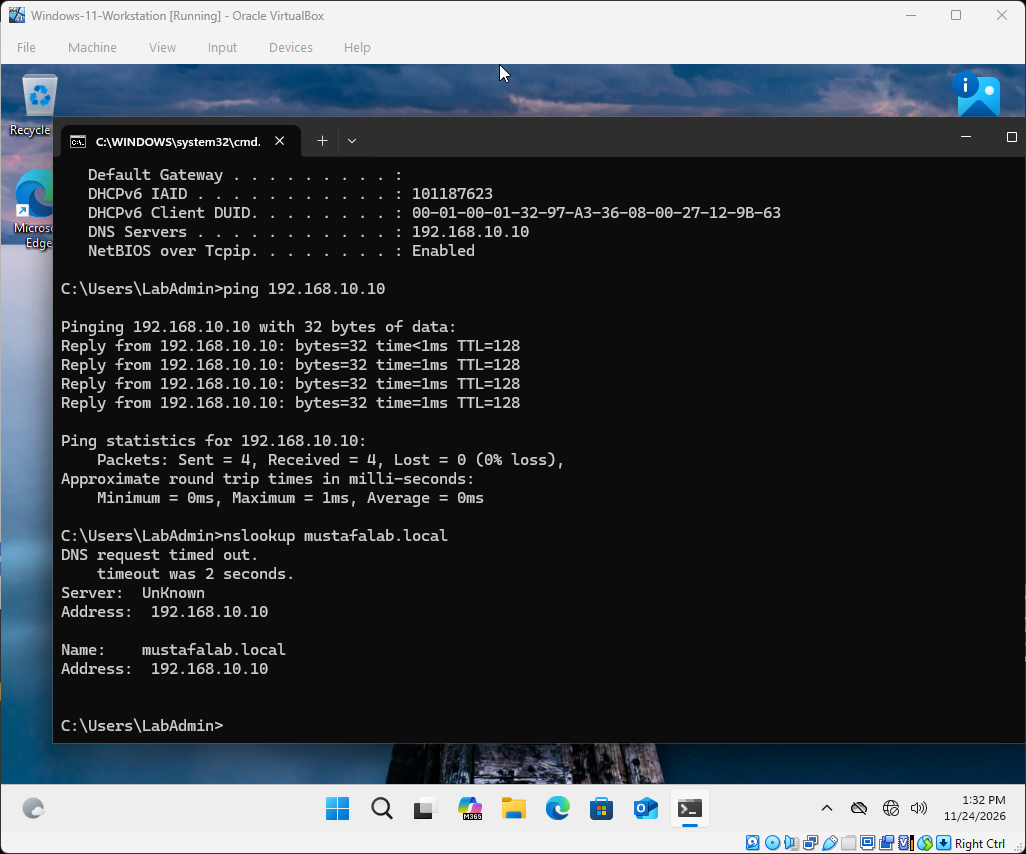 Windows-11-Workstation [Running] - Oracle VirtualBox
File Machine View Input Devices Help
Recycle
Microso
Edge
C:\WINDOWS\system32\cmd.
Default Gateway . . . . . . . . . :
DHCPv6 IAID . . . . . . . . . . . : 101187623
DHCPv6 Client DUID. . . . . . . . : 00-01-00-01-32-97-A3-36-08-00-27-12-9B-63
DNS Servers . . . . . . . . . . . : 192.168.10.10
NetBIOS over Tcpip. . . . . . . . : Enabled
C:\Users\LabAdmin>ping 192.168.10.10
Pinging 192.168.10.10 with 32 bytes of data:
Reply from 192.168.10.10: bytes=32 time<1ms TTL=128
Reply from 192.168.10.10: bytes=32 time=1ms TTL=128
Reply from 192.168.10.10: bytes=32 time=1ms TTL=128
Reply from 192.168.10.10: bytes=32 time=1ms TTL=128
Ping statistics for 192.168.10.10:
Packets: Sent = 4, Received = 4, Lost = 0 (0% loss),
Approximate round trip times in milli-seconds:
Minimum = 0ms, Maximum = 1ms, Average = 0ms
C:\Users\LabAdmin>nslookup mustafalab.local
DNS request timed out.
timeout was 2 seconds.
Server: UnKnown
Address: 192.168.10.10
Name: mustafalab.local
Address: 192.168.10.10
C:\Users\LabAdmin>
M365
1:32 PM
11/24/2026
Right Ctrl